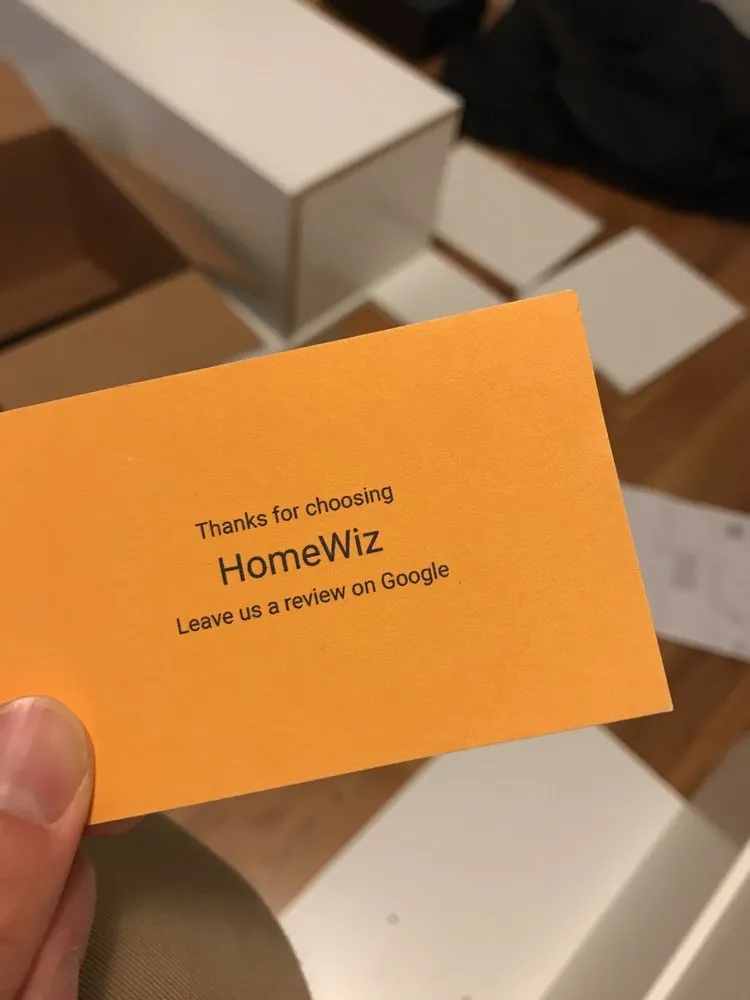 Thanks for choosing
HomeWiz
Leave us a review on Google